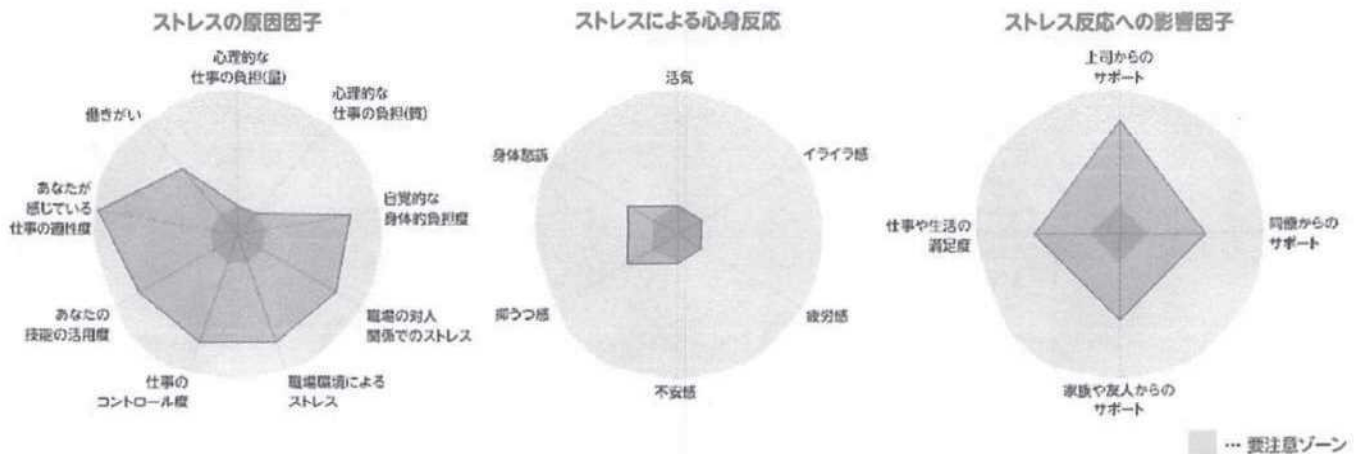 ストレスの原因因子
心理的な
仕事の負担(量)
心理的な
仕事の負担(質)
自覚的な
身体的負担度
職場の対人
関係でのストレス
職場環境による
ストレス
仕事の
コントロール度
あなたの
技能の活用度
あなたが
感じている
仕事の適性度
働きがい
ストレスによる心身反応
活気
イライラ感
疲労感
不安感
抑うつ感
身体愁訴
ストレス反応への影響因子
上司からの
サポート
同僚からの
サポート
家族や友人からの
サポート
仕事や生活の
満足度
… 要注意ゾーン